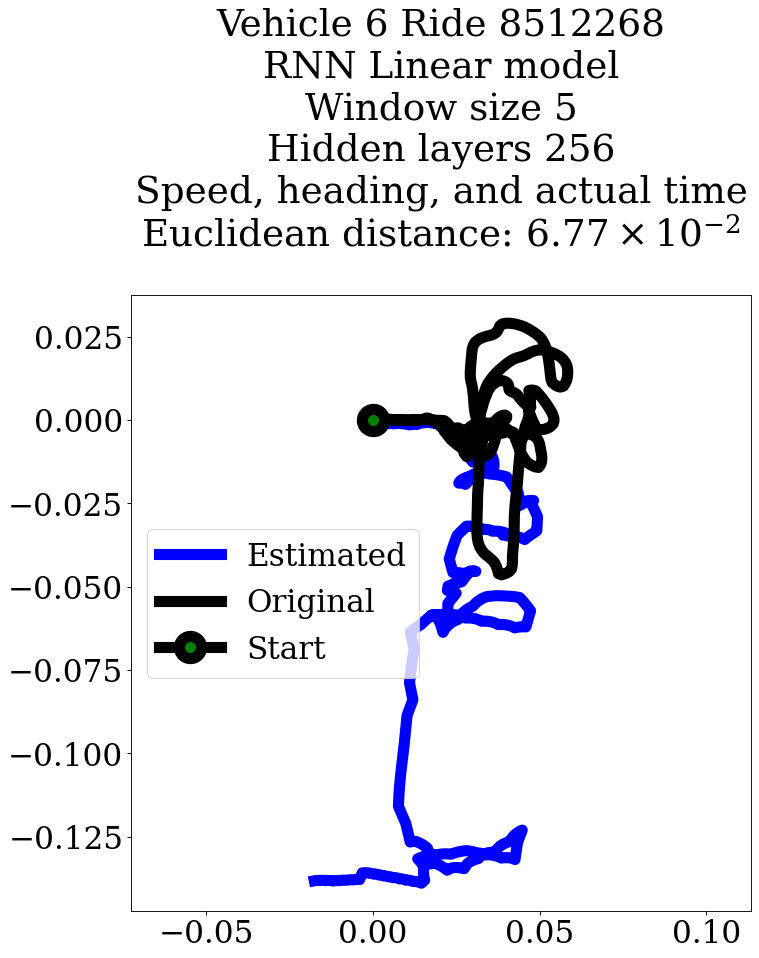 Vehicle 6 Ride 8512268
RNN Linear model
Window size 5
Hidden layers 256
Speed, heading, and actual time
Euclidean distance: 6.77 × 10⁻²
0.025
0.000
−0.025
−0.050
−0.075
−0.100
−0.125
Estimated
Original
Start
−0.05
0.00
0.05
0.10